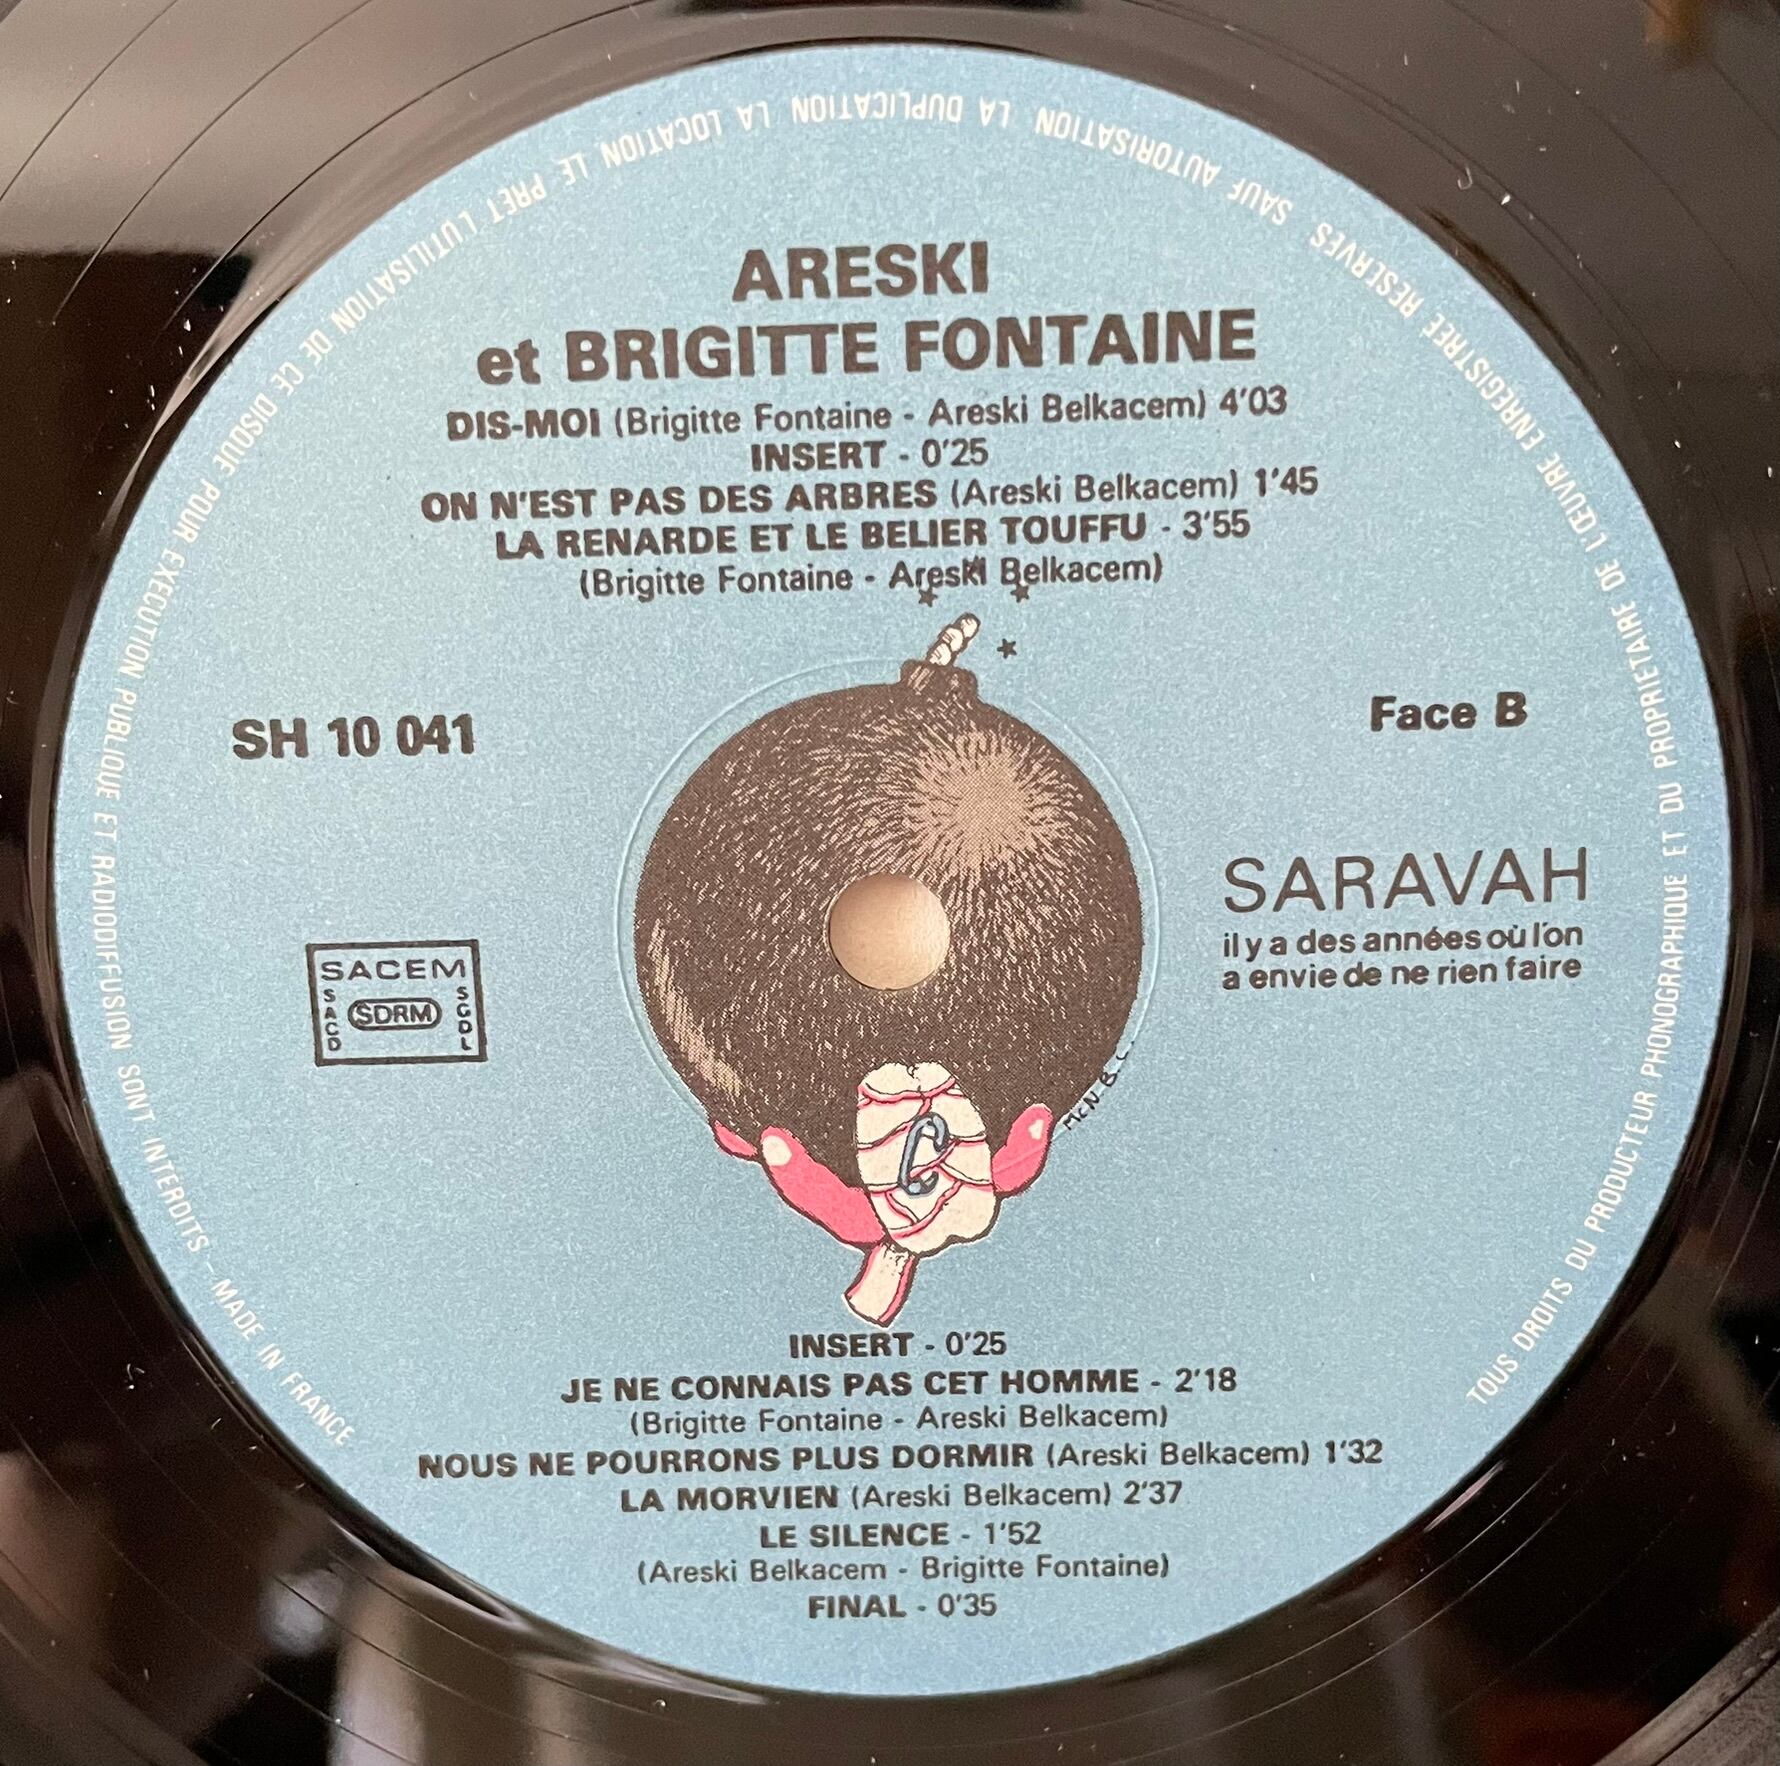 ARESKI
et BRIGITTE FONTAINE
DIS-MOI (Brigitte Fontaine - Areski Belkacem) 4'03
INSERT - 0'25
ON N'EST PAS DES ARBRES (Areski Belkacem) 1'45
LA RENARDE ET LE BELIER TOUFFU - 3'55
(Brigitte Fontaine - Areski Belkacem)
SH 10 041
Face B
SARAVAH
il y a des années où l'on
a envie de ne rien faire
SACEM
SACD
SDRM
SGDL
McN B.C.
INSERT - 0'25
JE NE CONNAIS PAS CET HOMME - 2'18
(Brigitte Fontaine - Areski Belkacem)
NOUS NE POURRONS PLUS DORMIR (Areski Belkacem) 1'32
LA MORVIEN (Areski Belkacem) 2'37
LE SILENCE - 1'52
(Areski Belkacem - Brigitte Fontaine)
FINAL - 0'35
TOUS DROITS DU PRODUCTEUR PHONOGRAPHIQUE ET DU PROPRIETAIRE DE L'ŒUVRE ENREGISTREE RESERVES. SAUF AUTORISATION LA DUPLICATION LA LOCATION LE PRET L'UTILISATION DE CE DISQUE POUR EXECUTION PUBLIQUE ET RADIODIFFUSION SONT INTERDITS - MADE IN FRANCE